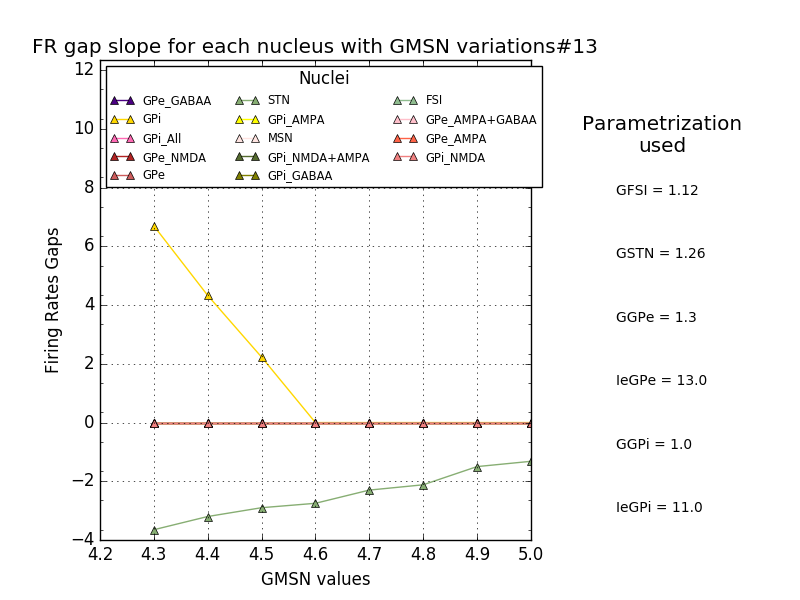 FR gap slope for each nucleus with GMSN variations#13
Nuclei
GPe_GABAA STN FSI
GPi GPi_AMPA GPe_AMPA+GABAA
GPi_All MSN GPe_AMPA
GPe_NMDA GPi_NMDA+AMPA GPi_NMDA
GPe GPi_GABAA
12
10
8
6
4
2
0
−2
−4
Firing Rates Gaps
4.2 4.3 4.4 4.5 4.6 4.7 4.8 4.9 5.0
GMSN values
Parametrization
used
GFSI = 1.12
GSTN = 1.26
GGPe = 1.3
IeGPe = 13.0
GGPi = 1.0
IeGPi = 11.0